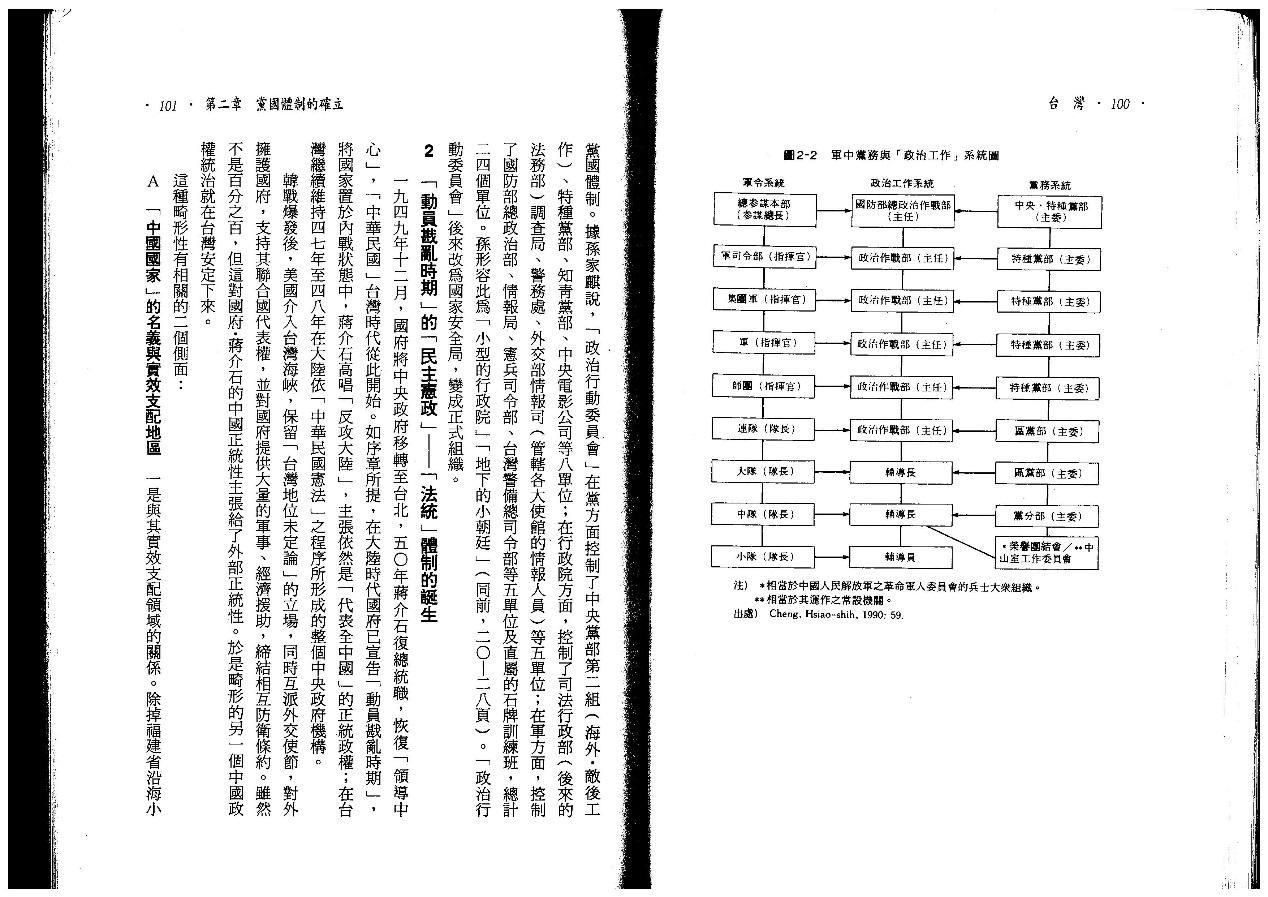 台 灣 · 100 ·
圖2-2　軍中黨務與「政治工作」系統圖
軍令系統　政治工作系統　黨務系統
總參謀本部（參謀總長）　國防部總政治作戰部（主任）　中央·特種黨部（主委）
軍司令部（指揮官）　政治作戰部（主任）　特種黨部（主委）
集團軍（指揮官）　政治作戰部（主任）　特種黨部（主委）
軍（指揮官）　政治作戰部（主任）　特種黨部（主委）
師團（指揮官）　政治作戰部（主任）　特種黨部（主委）
連隊（隊長）　政治作戰部（主任）　區黨部（主委）
大隊（隊長）　輔導長　區黨部（主委）
中隊（隊長）　輔導長　黨分部（主委）
小隊（隊長）　輔導員　*榮譽團結會／**中山室工作委員會
注）*相當於中國人民解放軍之革命軍人委員會的兵士大衆組織。
**相當於其運作之常設機關。
出處）Cheng, Hsiao-shih, 1990: 59.
· 101 · 第二章　黨國體制的確立
黨國體制。據孫家麒說，「政治行動委員會」在黨方面控制了中央黨部第二組（海外·敵後工
作）、特種黨部、知青黨部、中央電影公司等八單位；在行政院方面，控制了司法行政部（後來的
法務部）調查局、警務處、外交部情報司（管轄各大使館的情報人員）等五單位；在軍方面，控制
了國防部總政治部、情報局、憲兵司令部、台灣警備總司令部等五單位及直屬的石牌訓練班，總計
二四個單位。孫形容此爲「小型的行政院」「地下的小朝廷」（同前，二〇—二八頁）。「政治行
動委員會」後來改爲國家安全局，變成正式組織。
2　「動員戡亂時期」的「民主憲政」——「法統」體制的誕生
一九四九年十二月，國府將中央政府移轉至台北，五〇年蔣介石復總統職，恢復「領導中
心」，「中華民國」台灣時代從此開始。如序章所提，在大陸時代國府已宣告「動員戡亂時期」，
將國家置於內戰狀態中，蔣介石高唱「反攻大陸」，主張依然是「代表全中國」的正統政權；在台
灣繼續維持四七年至四八年在大陸依「中華民國憲法」之程序所形成的整個中央政府機構。
韓戰爆發後，美國介入台灣海峽，保留「台灣地位未定論」的立場，同時互派外交使節，對外
擁護國府，支持其聯合國代表權，並對國府提供大量的軍事、經濟援助，締結相互防衛條約。雖然
不是百分之百，但這對國府·蔣介石的中國正統性主張給了外部正統性。於是畸形的另一個中國政
權統治就在台灣安定下來。
這種畸形性有相關的二個側面：
A　「中國國家」的名義與實效支配地區　一是與其實效支配領域的關係。除掉福建省沿海小